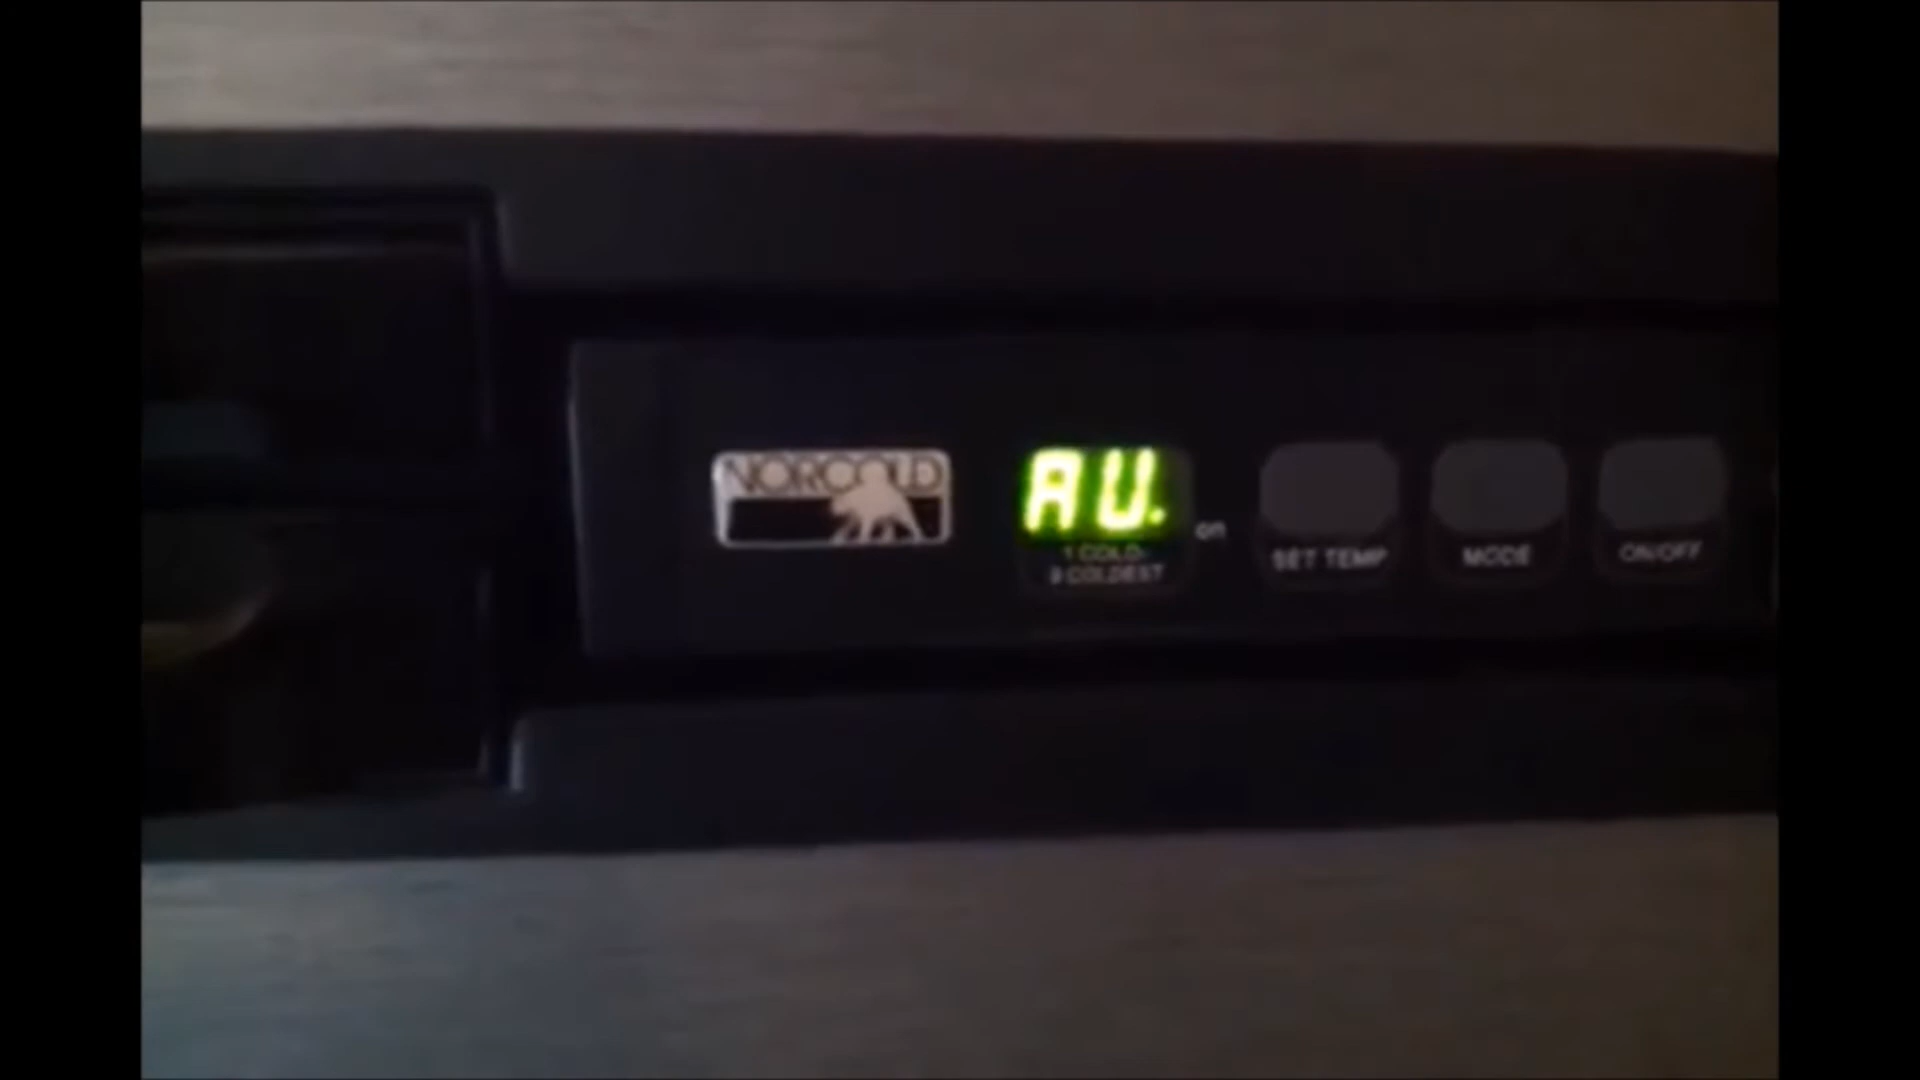 NORCOLD
AU.
on
1 COLD-
9 COLDEST
SET TEMP
MODE
ON/OFF